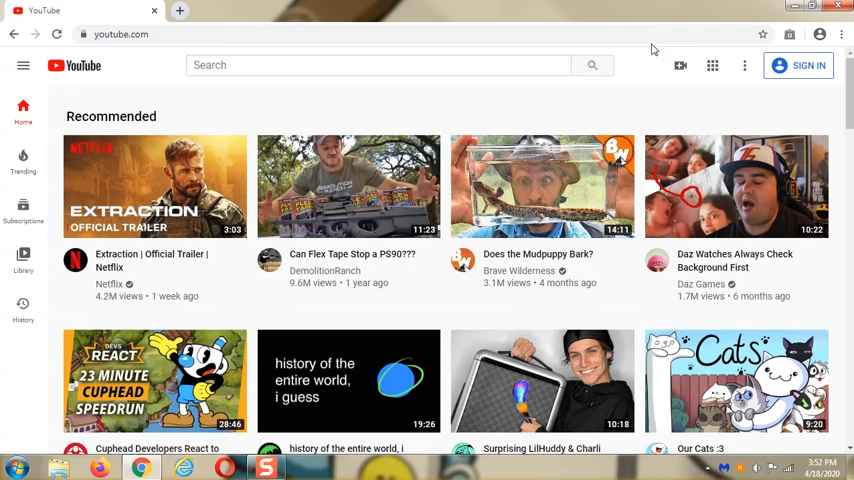 YouTube
youtube.com
YouTube
Search
SIGN IN
Home
Trending
Subscriptions
Library
History
Recommended
NETFLIX
EXTRACTION
OFFICIAL TRAILER
3:03
DEMOLITION
RANCH
11:23
BW
14:11
10:22
Extraction | Official Trailer |
Netflix
Netflix
4.2M views • 1 week ago
Can Flex Tape Stop a PS90???
DemolitionRanch
9.6M views • 1 year ago
Does the Mudpuppy Bark?
Brave Wilderness
3.1M views • 4 months ago
Daz Watches Always Check
Background First
Daz Games
1.7M views • 6 months ago
DEVS
REACT
23 MINUTE
CUPHEAD
SPEEDRUN
28:46
history of the
entire world,
i guess
19:26
10:18
Cats
9:20
Cuphead Developers React to
history of the entire world, i
Surprising LilHuddy & Charli
Our Cats :3
3:52 PM
4/18/2020